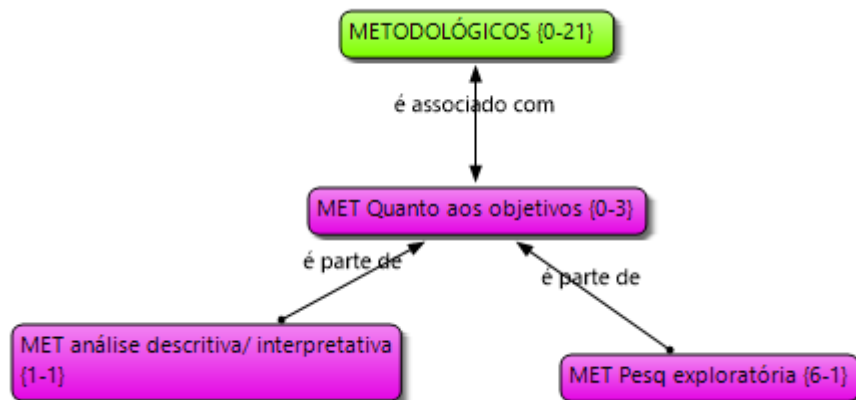 METODOLÓGICOS {0-21}
é associado com
MET Quanto aos objetivos {0-3}
é parte de
é parte de
MET análise descritiva/ interpretativa
{1-1}
MET Pesq exploratória {6-1}